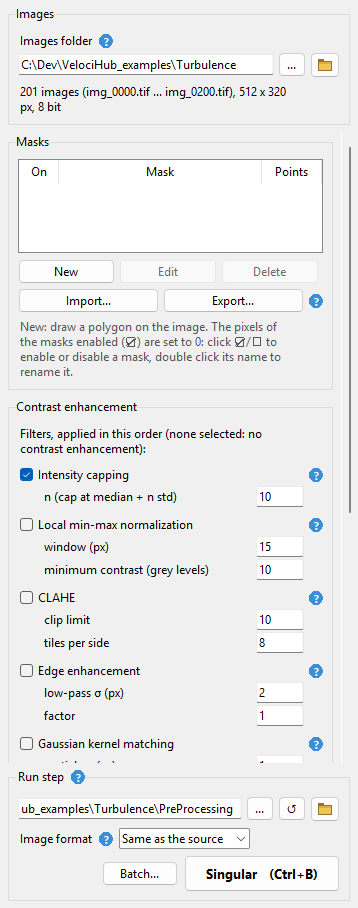 Images
Images folder ?
C:\Dev\VelociHub_examples\Turbulence ...
201 images (img_0000.tif ... img_0200.tif), 512 x 320
px, 8 bit
Masks
On Mask Points
New Edit Delete
Import... Export... ?
New: draw a polygon on the image. The pixels of
the masks enabled (☑) are set to 0: click ☑/☐ to
enable or disable a mask, double click its name to
rename it.
Contrast enhancement
Filters, applied in this order (none selected: no
contrast enhancement):
Intensity capping ?
n (cap at median + n std) 10
Local min-max normalization ?
window (px) 15
minimum contrast (grey levels) 10
CLAHE ?
clip limit 10
tiles per side 8
Edge enhancement ?
low-pass σ (px) 2
factor 1
Gaussian kernel matching ?
Run step ?
ub_examples\Turbulence\PreProcessing ... ↺
Image format ? Same as the source
Batch... Singular (Ctrl+B)